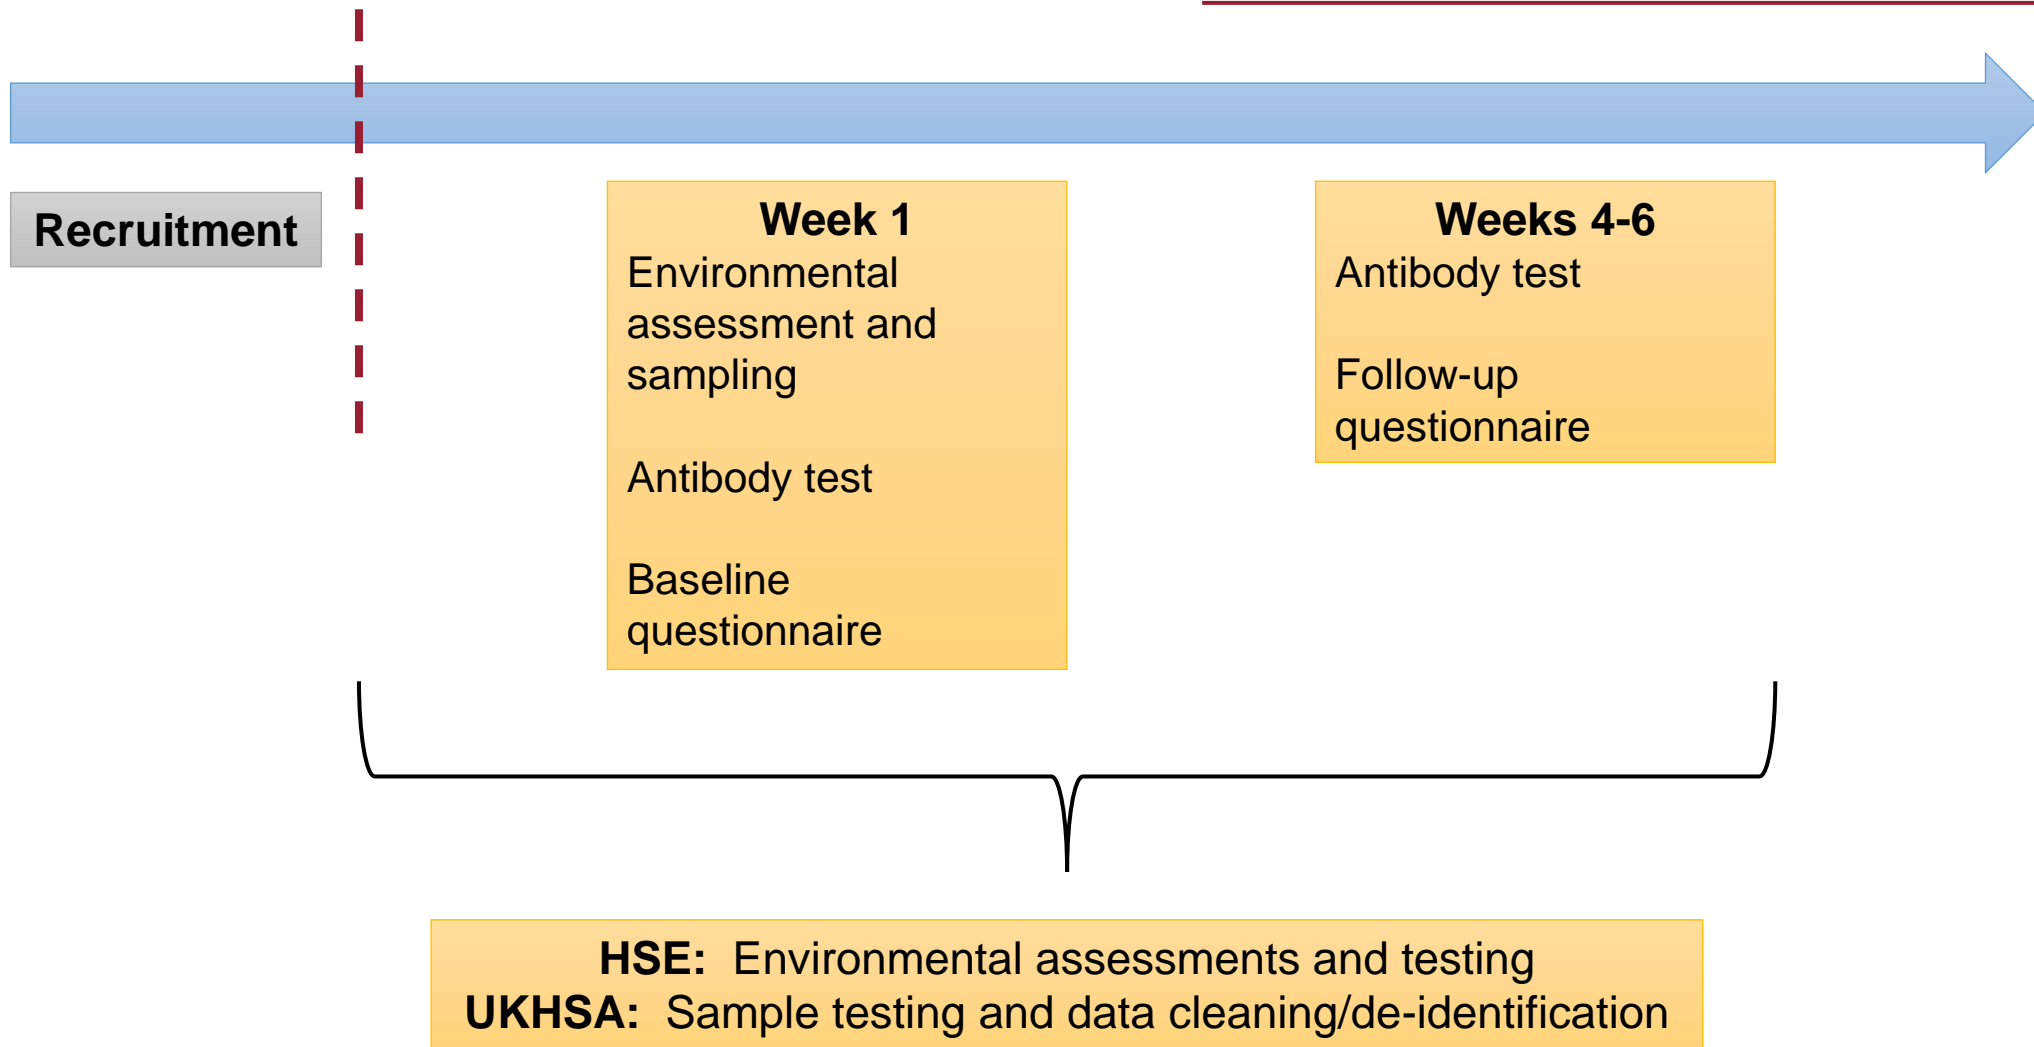 Recruitment
Week 1
Environmental
assessment and
sampling
Antibody test
Baseline
questionnaire
Weeks 4-6
Antibody test
Follow-up
questionnaire
HSE: Environmental assessments and testing
UKHSA: Sample testing and data cleaning/de-identification